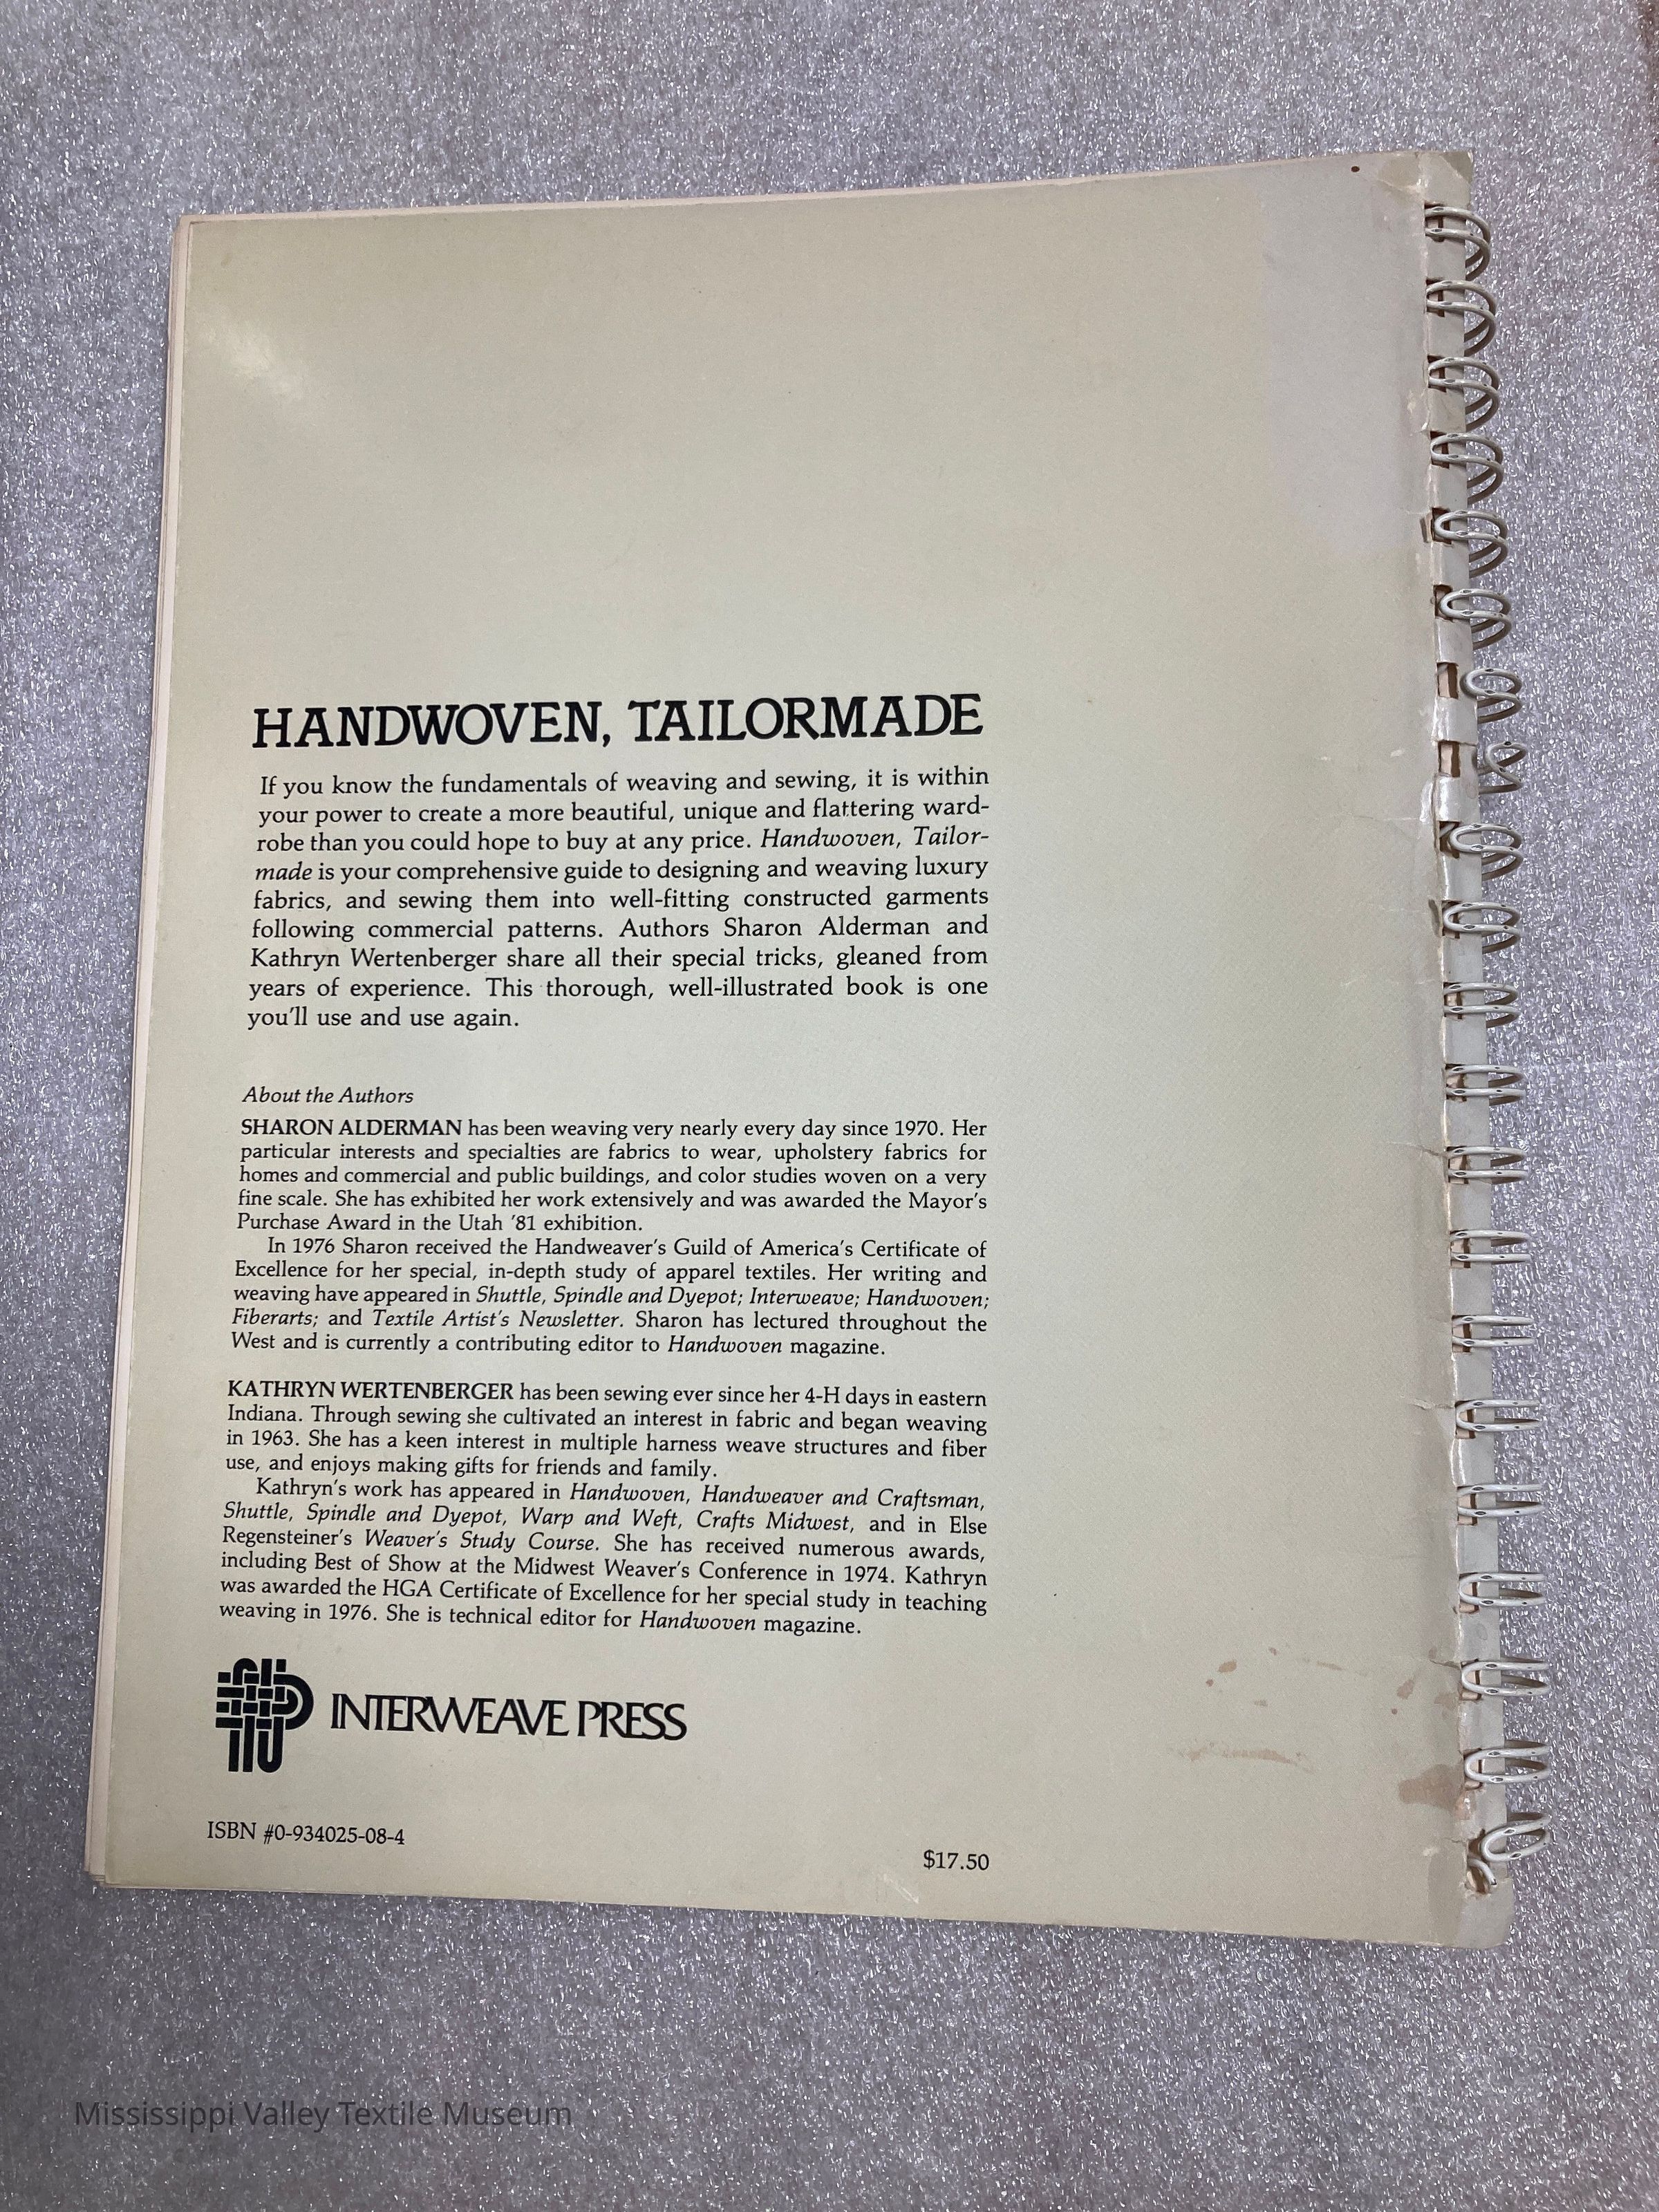 HANDWOVEN, TAILORMADE
If you know the fundamentals of weaving and sewing, it is within
your power to create a more beautiful, unique and flattering ward-
robe than you could hope to buy at any price. Handwoven, Tailor-
made is your comprehensive guide to designing and weaving luxury
fabrics, and sewing them into well-fitting constructed garments
following commercial patterns. Authors Sharon Alderman and
Kathryn Wertenberger share all their special tricks, gleaned from
years of experience. This thorough, well-illustrated book is one
you'll use and use again.
About the Authors
SHARON ALDERMAN has been weaving very nearly every day since 1970. Her
particular interests and specialties are fabrics to wear, upholstery fabrics for
homes and commercial and public buildings, and color studies woven on a very
fine scale. She has exhibited her work extensively and was awarded the Mayor's
Purchase Award in the Utah '81 exhibition.
In 1976 Sharon received the Handweaver's Guild of America's Certificate of
Excellence for her special, in-depth study of apparel textiles. Her writing and
weaving have appeared in Shuttle, Spindle and Dyepot; Interweave; Handwoven;
Fiberarts; and Textile Artist's Newsletter. Sharon has lectured throughout the
West and is currently a contributing editor to Handwoven magazine.
KATHRYN WERTENBERGER has been sewing ever since her 4-H days in eastern
Indiana. Through sewing she cultivated an interest in fabric and began weaving
in 1963. She has a keen interest in multiple harness weave structures and fiber
use, and enjoys making gifts for friends and family.
Kathryn's work has appeared in Handwoven, Handweaver and Craftsman,
Shuttle, Spindle and Dyepot, Warp and Weft, Crafts Midwest, and in Else
Regensteiner's Weaver's Study Course. She has received numerous awards,
including Best of Show at the Midwest Weaver's Conference in 1974. Kathryn
was awarded the HGA Certificate of Excellence for her special study in teaching
weaving in 1976. She is technical editor for Handwoven magazine.
INTERWEAVE PRESS
ISBN #0-934025-08-4
$17.50
Mississippi Valley Textile Museum